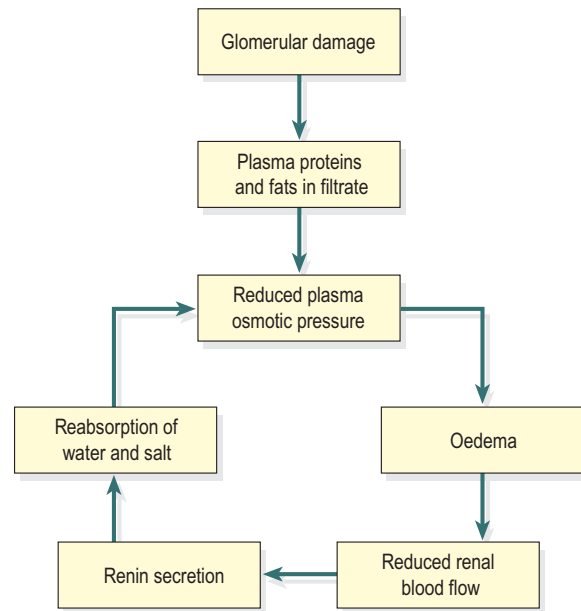 Glomerular damage
Plasma proteins
and fats in filtrate
Reduced plasma
osmotic pressure
Reabsorption of
water and salt
Oedema
Renin secretion
Reduced renal
blood flow